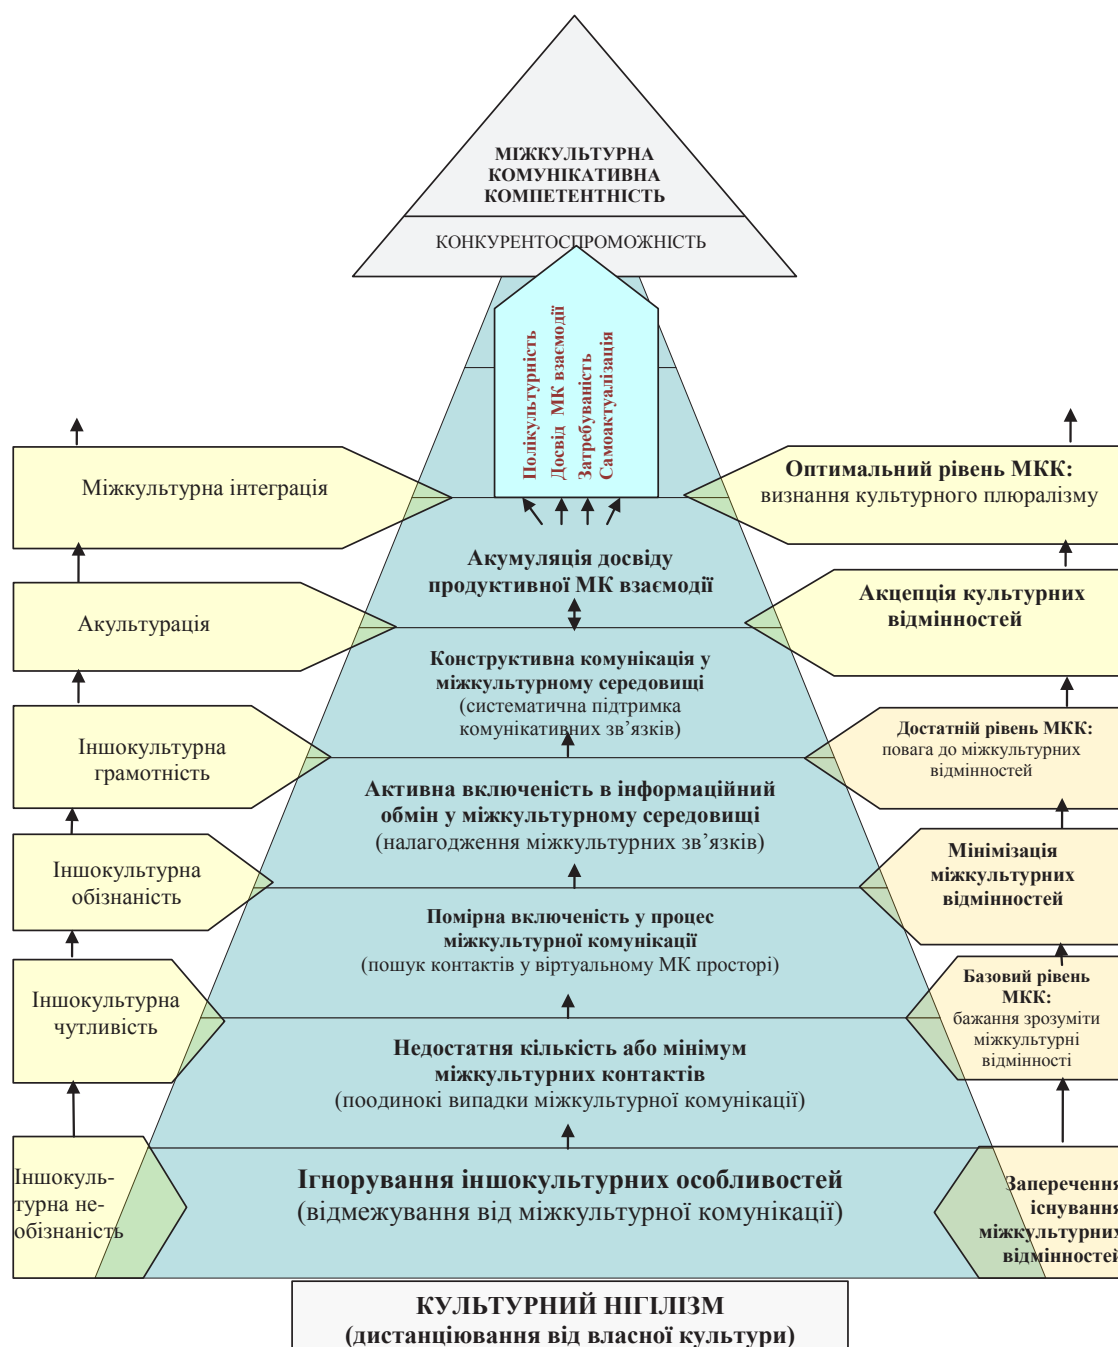 МІЖКУЛЬТУРНА
КОМУНІКАТИВНА
КОМПЕТЕНТНІСТЬ
КОНКУРЕНТОСПРОМОЖНІСТЬ
Полікультурність
Досвід МК взаємодії
Затребуваність
Самоактуалізація
Міжкультурна інтеграція
Оптимальний рівень МКК:
визнання культурного плюралізму
Акумуляція досвіду
продуктивної МК взаємодії
Акультурація
Акцепція культурних
відмінностей
Конструктивна комунікація у
міжкультурному середовищі
(систематична підтримка
комунікативних зв’язків)
Іншокультурна
грамотність
Достатній рівень МКК:
повага до міжкультурних
відмінностей
Активна включеність в інформаційний
обмін у міжкультурному середовищі
(налагодження міжкультурних зв’язків)
Іншокультурна
обізнаність
Мінімізація
міжкультурних
відмінностей
Помірна включеність у процес
міжкультурної комунікації
(пошук контактів у віртуальному МК просторі)
Іншокультурна
чутливість
Базовий рівень
МКК:
бажання зрозуміти
міжкультурні
відмінності
Недостатня кількість або мінімум
міжкультурних контактів
(поодинокі випадки міжкультурної комунікації)
Іншокуль-
турна не-
обізнаність
Ігнорування іншокультурних особливостей
(відмежування від міжкультурної комунікації)
Заперечення
існування
міжкультурних
відмінностей
КУЛЬТУРНИЙ НІГІЛІЗМ
(дистанціювання від власної культури)